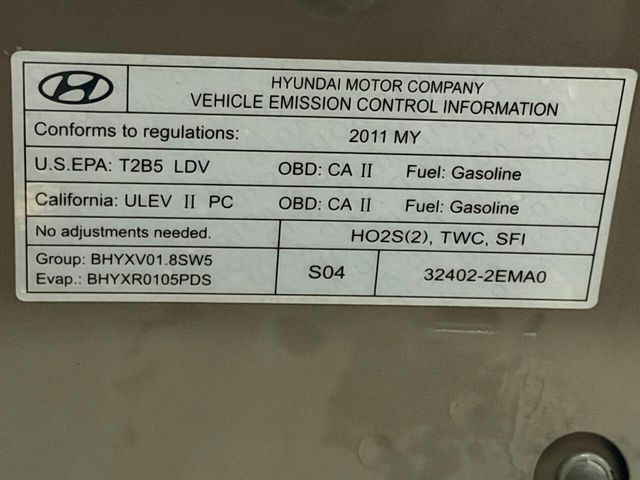 HYUNDAI MOTOR COMPANY
VEHICLE EMISSION CONTROL INFORMATION
Conforms to regulations: 2011 MY
U.S.EPA: T2B5 LDV OBD: CA II Fuel: Gasoline
California: ULEV II PC OBD: CA II Fuel: Gasoline
No adjustments needed. HO2S(2), TWC, SFI
Group: BHYXV01.8SW5
Evap.: BHYXR0105PDS
S04 32402-2EMA0